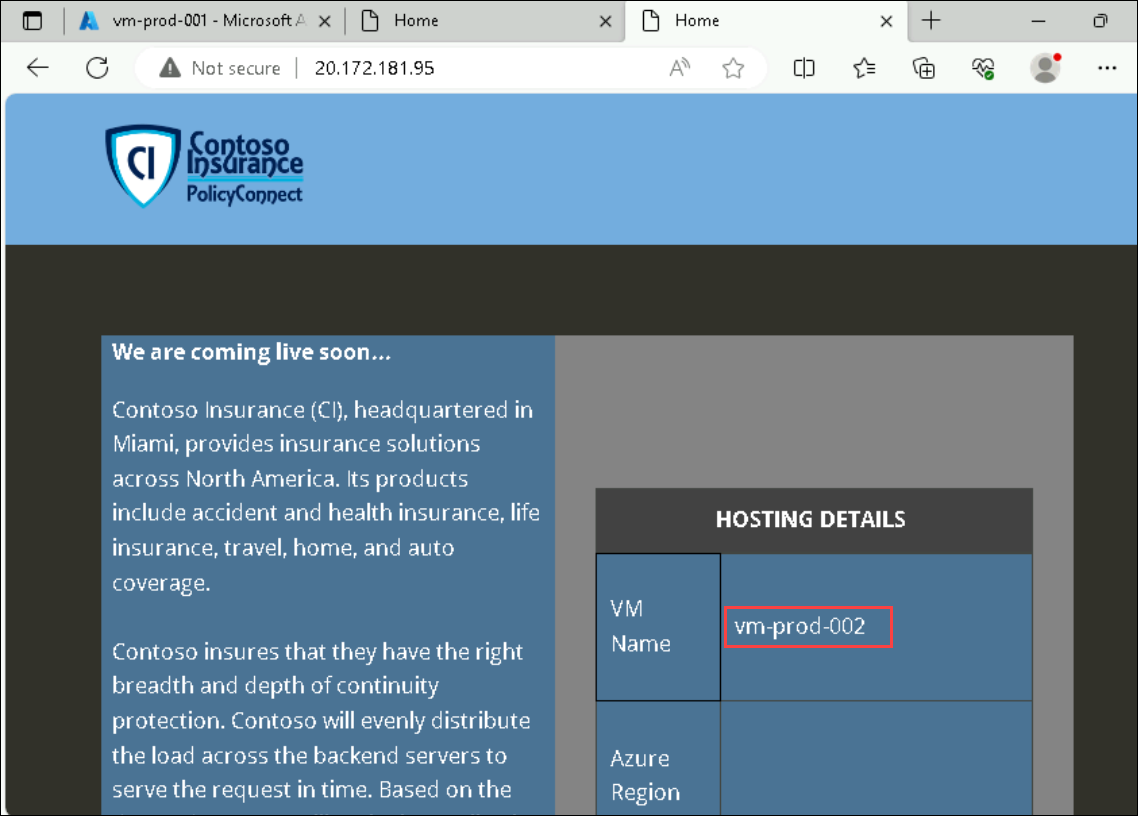 vm-prod-001 - Microsoft A
Home
Home
Not secure
20.172.181.95
A
CI
Contoso
Insurance
PolicyConnect
We are coming live soon...
Contoso Insurance (CI), headquartered in
Miami, provides insurance solutions
across North America. Its products
include accident and health insurance, life
insurance, travel, home, and auto
coverage.
Contoso insures that they have the right
breadth and depth of continuity
protection. Contoso will evenly distribute
the load across the backend servers to
serve the request in time. Based on the
HOSTING DETAILS
VM
Name
vm-prod-002
Azure
Region